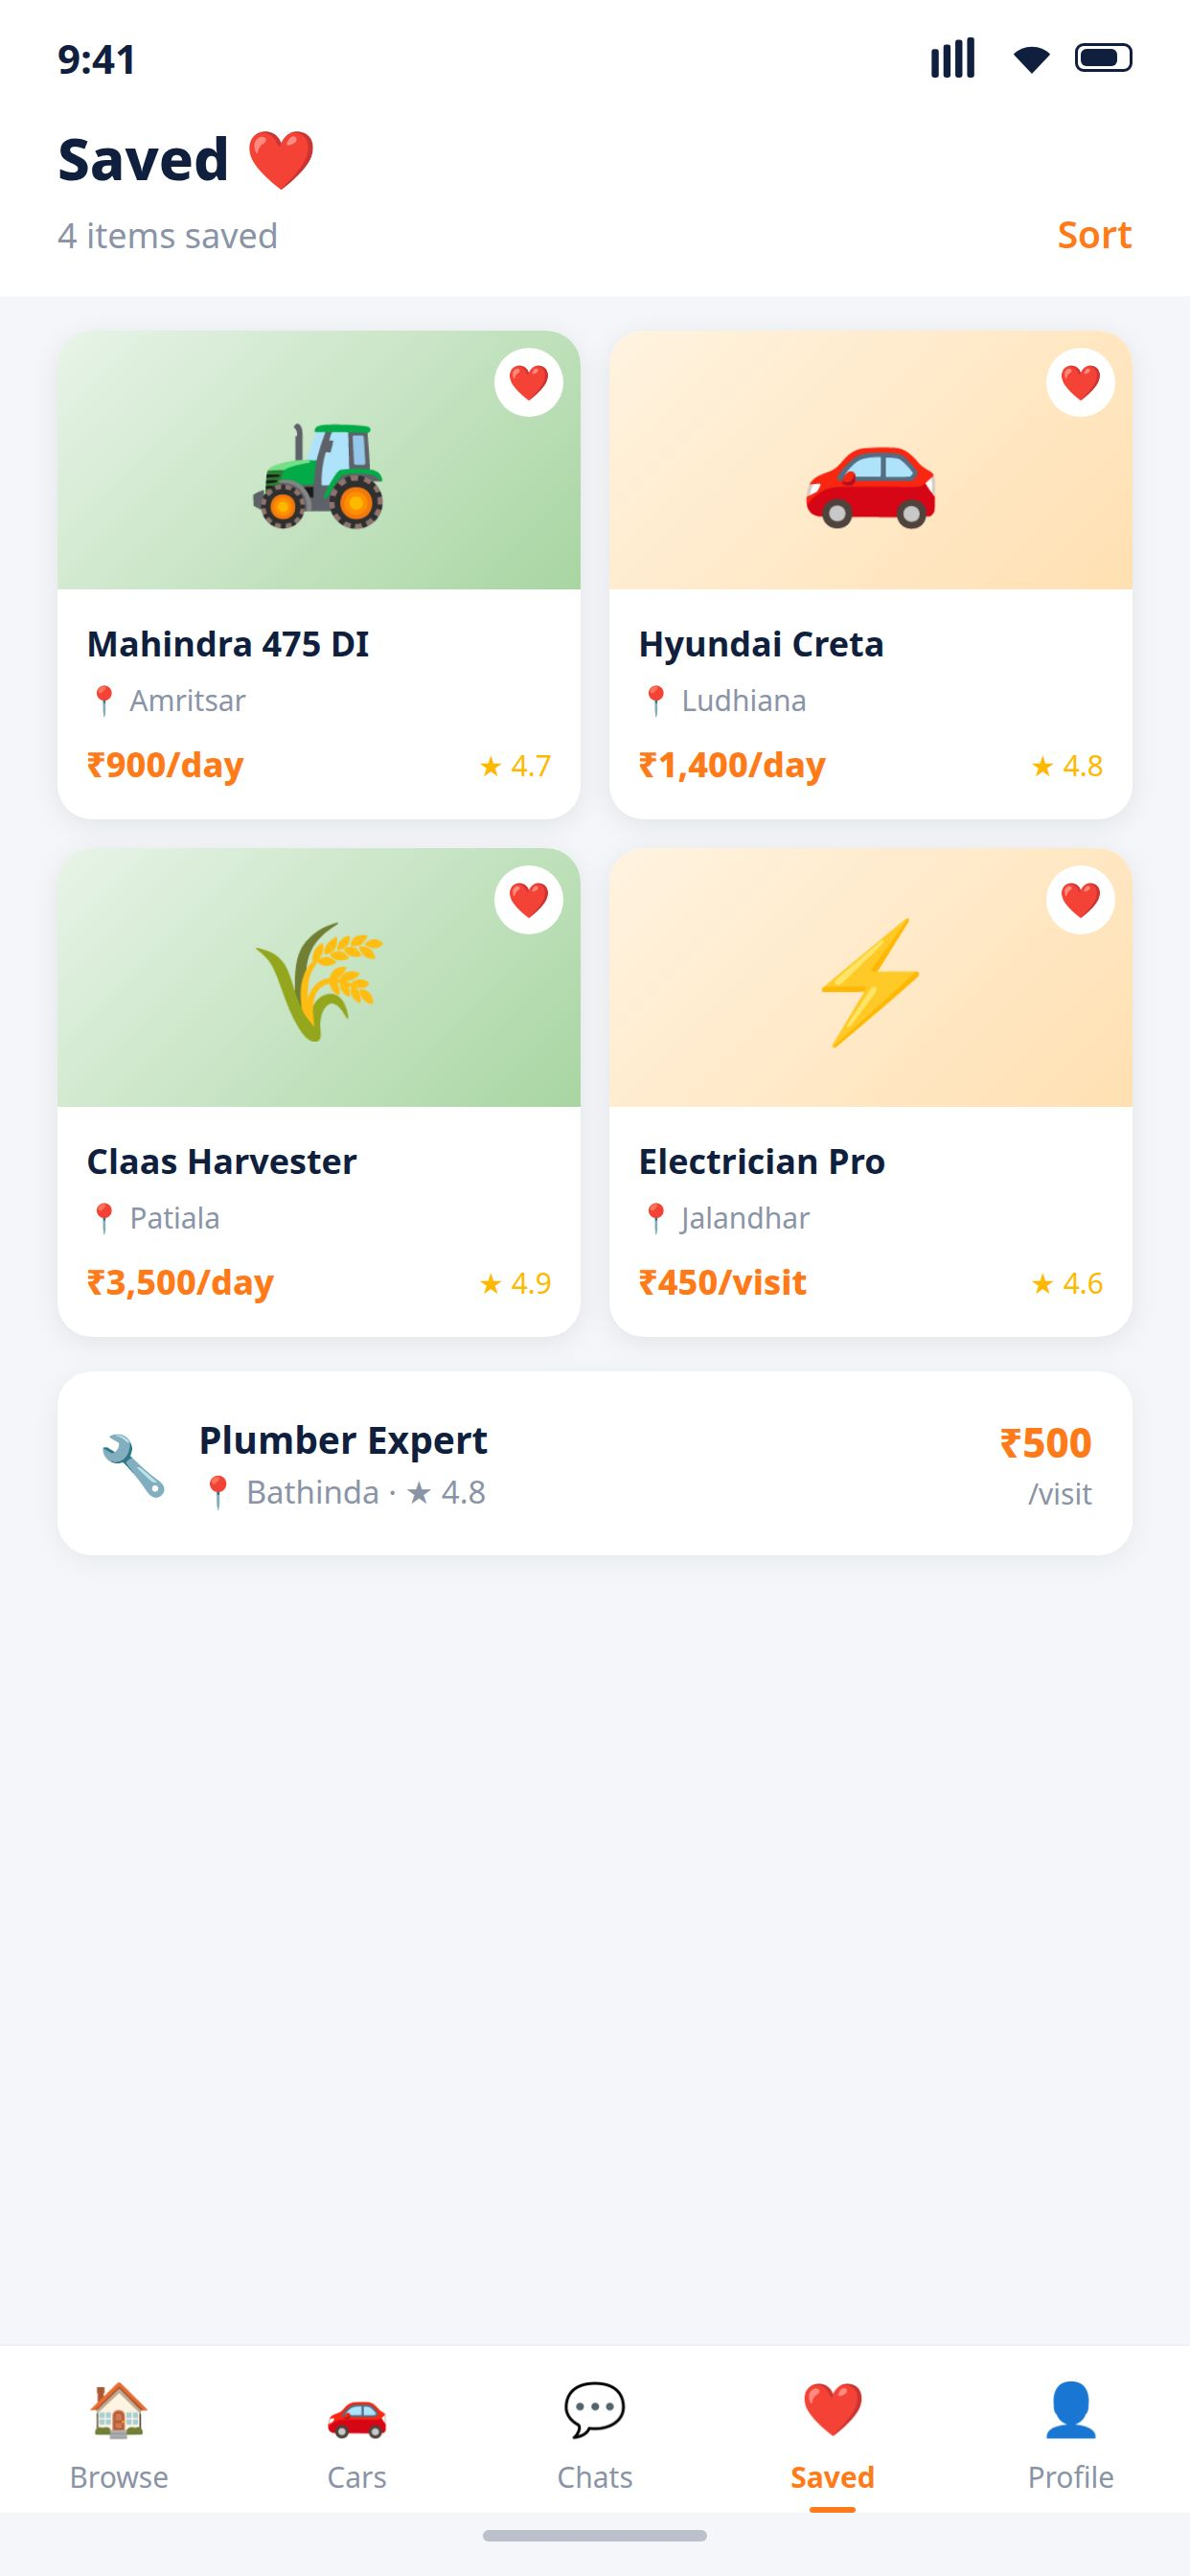 9:41
Saved ❤️
4 items saved
Sort
Mahindra 475 DI
📍 Amritsar
₹900/day
★ 4.7
Hyundai Creta
📍 Ludhiana
₹1,400/day
★ 4.8
Claas Harvester
📍 Patiala
₹3,500/day
★ 4.9
Electrician Pro
📍 Jalandhar
₹450/visit
★ 4.6
Plumber Expert
📍 Bathinda · ★ 4.8
₹500
/visit
Browse
Cars
Chats
Saved
Profile